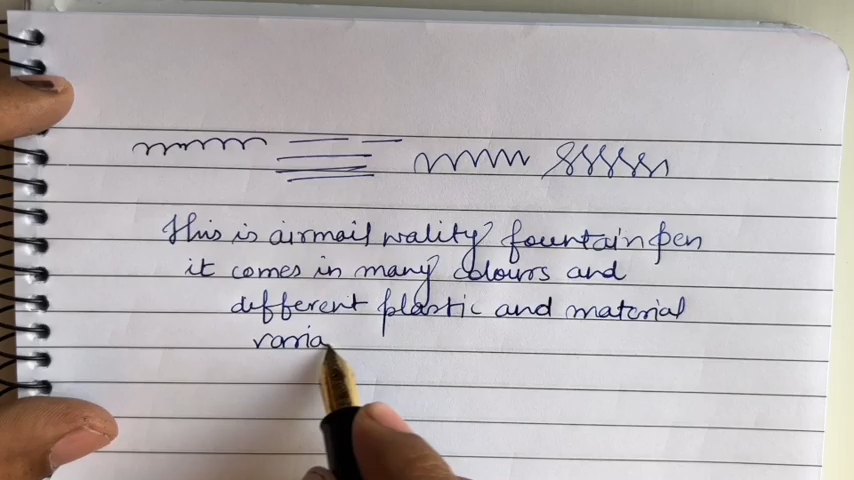 This is airmail wality fountain pen
it comes in many colours and
different plastic and material
varia